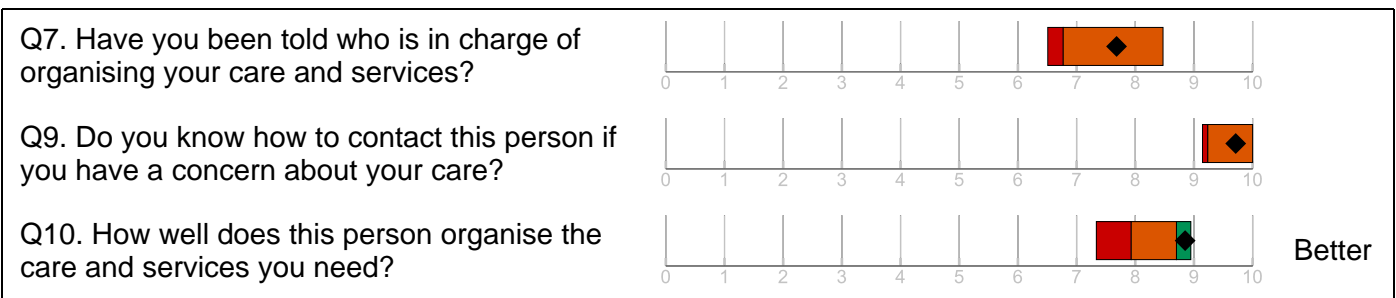 Q7. Have you been told who is in charge of
organising your care and services?
0 1 2 3 4 5 6 7 8 9 10
Q9. Do you know how to contact this person if
you have a concern about your care?
0 1 2 3 4 5 6 7 8 9 10
Q10. How well does this person organise the
care and services you need?
Better
0 1 2 3 4 5 6 7 8 9 10